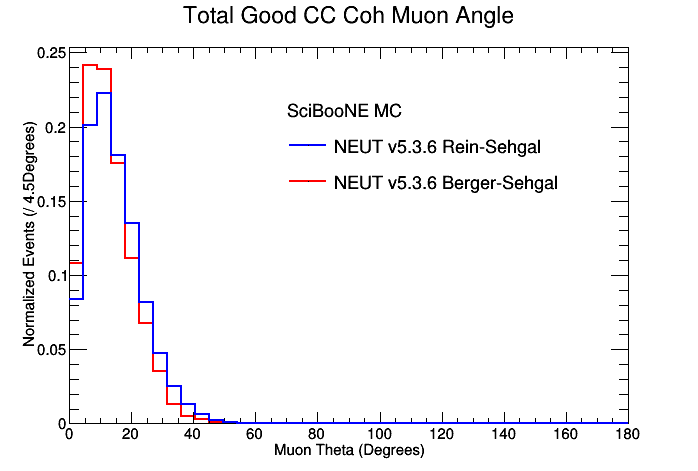 Total Good CC Coh Muon Angle
Normalized Events (/ 4.5Degrees)
0.25
0.2
0.15
0.1
0.05
0
SciBooNE MC
NEUT v5.3.6 Rein-Sehgal
NEUT v5.3.6 Berger-Sehgal
0 20 40 60 80 100 120 140 160 180
Muon Theta (Degrees)